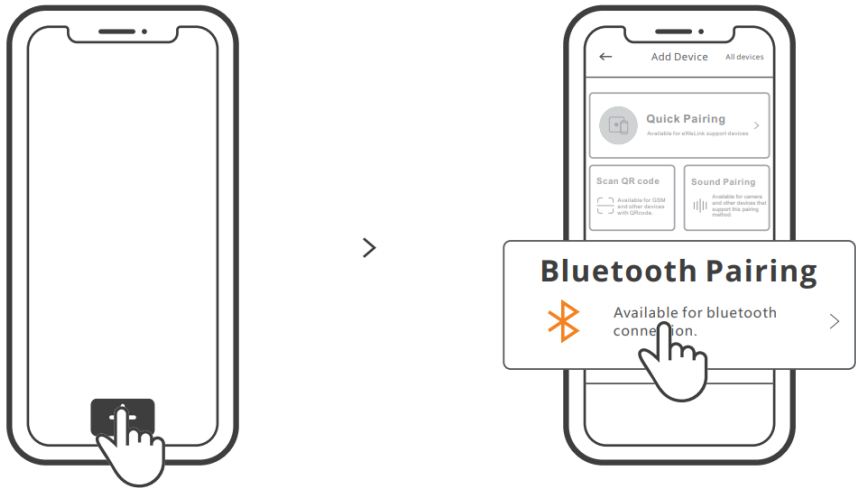 Add Device
All devices
Quick Pairing
Available for eWeLink support devices
Scan QR code
Available for GSM
and other devices
with QRcode.
Sound Pairing
Available for camera
and other devices that
support this pairing
method.
Bluetooth Pairing
Available for bluetooth
connection.